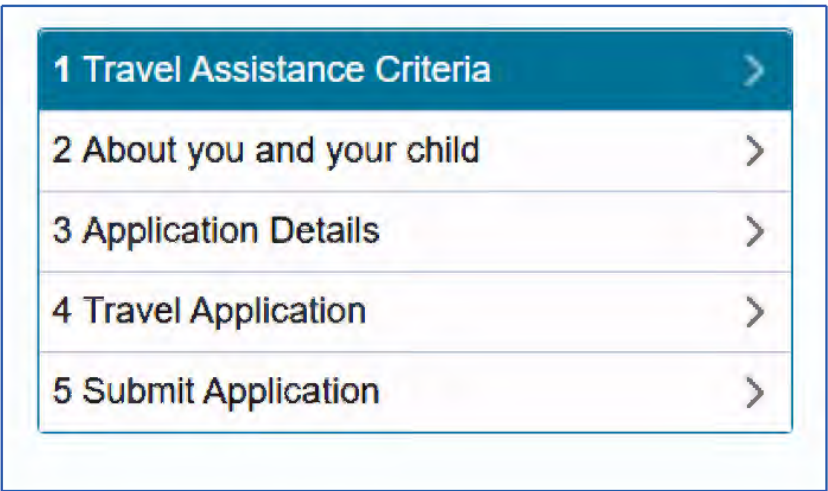 1 Travel Assistance Criteria
2 About you and your child
3 Application Details
4 Travel Application
5 Submit Application